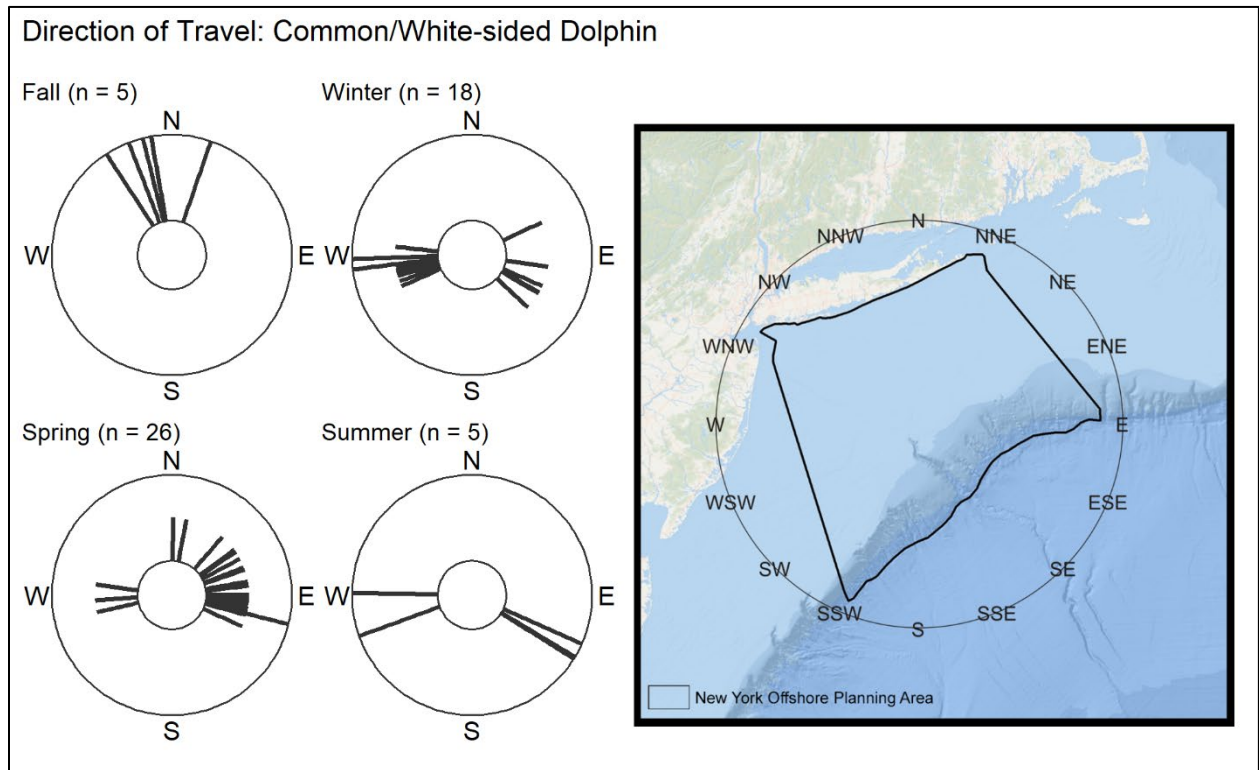 Direction of Travel: Common/White-sided Dolphin
Fall (n = 5)
N
W
E
S
Winter (n = 18)
N
W
E
S
Spring (n = 26)
N
W
E
S
Summer (n = 5)
N
W
E
S
N
NNW
NNE
NW
NE
WNW
ENE
W
E
WSW
ESE
SW
SE
SSW
SSE
S
New York Offshore Planning Area